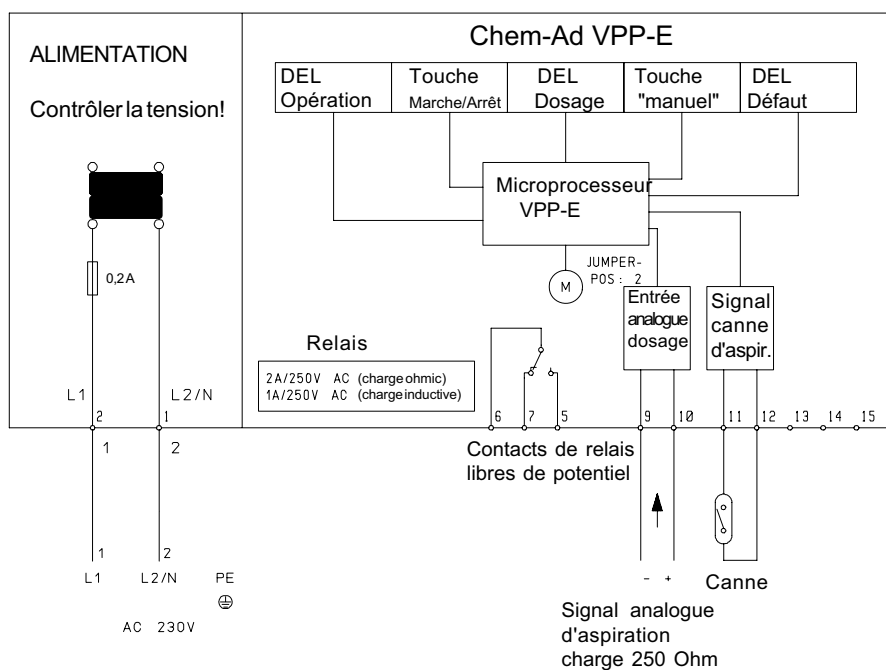 ALIMENTATION
Contrôler la tension!
0,2A
L1
L2/N
2
1
1
2
1
2
L1
L2/N
PE
AC 230V
Chem-Ad VPP-E
DEL
Opération
Touche
Marche/Arrêt
DEL
Dosage
Touche
"manuel"
DEL
Défaut
Microprocesseur
VPP-E
M
JUMPER-
POS: 2
Entrée
analogue
dosage
Signal
canne
d'aspir.
Relais
2A/250V AC (charge ohmic)
1A/250V AC (charge inductive)
6
7
5
9
10
11
12
13
14
15
Contacts de relais
libres de potentiel
- +
Canne
Signal analogue
d'aspiration
charge 250 Ohm